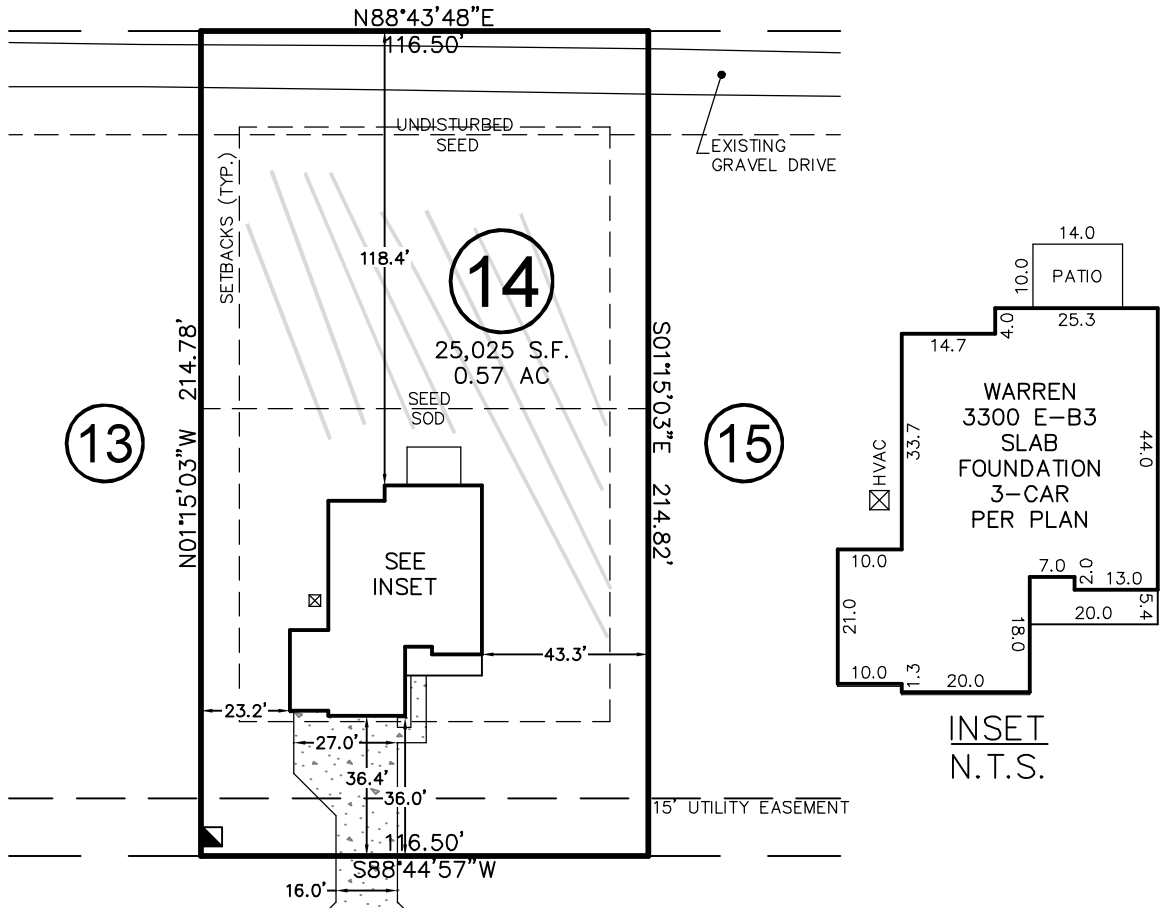 N88°43'48"E
116.50'
UNDISTURBED
SEED
EXISTING
GRAVEL DRIVE
SETBACKS (TYP.)
118.4'
14
25,025 S.F.
0.57 AC
SEED
SOD
13
15
N01°15'03"W 214.78'
S01°15'03"E 214.82'
SEE
INSET
43.3'
23.2'
27.0'
36.4'
36.0'
15' UTILITY EASEMENT
116.50'
S88°44'57"W
16.0'
14.0
10.0
PATIO
4.0
25.3
14.7
33.7
HVAC
WARREN
3300 E-B3
SLAB
FOUNDATION
3-CAR
PER PLAN
44.0
10.0
7.0
2.0
13.0
5.4
20.0
21.0
18.0
10.0
1.3
20.0
INSET
N.T.S.